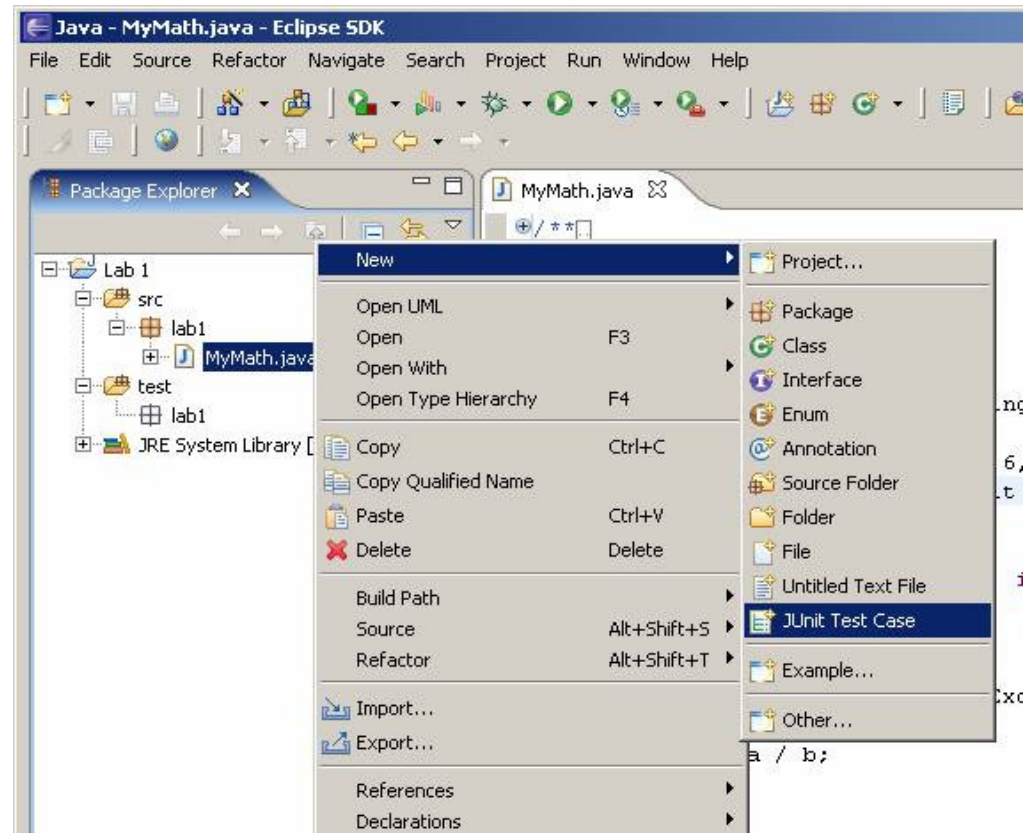 Java - MyMath.java - Eclipse SDK
File Edit Source Refactor Navigate Search Project Run Window Help
Package Explorer
MyMath.java
/**
Lab 1
src
lab1
MyMath.java
test
lab1
JRE System Library [
New
Open UML
Open F3
Open With
Open Type Hierarchy F4
Copy Ctrl+C
Copy Qualified Name
Paste Ctrl+V
Delete Delete
Build Path
Source Alt+Shift+S
Refactor Alt+Shift+T
Import...
Export...
References
Declarations
Project...
Package
Class
Interface
Enum
Annotation
Source Folder
Folder
File
Untitled Text File
JUnit Test Case
Example...
Other...
6,
a / b;